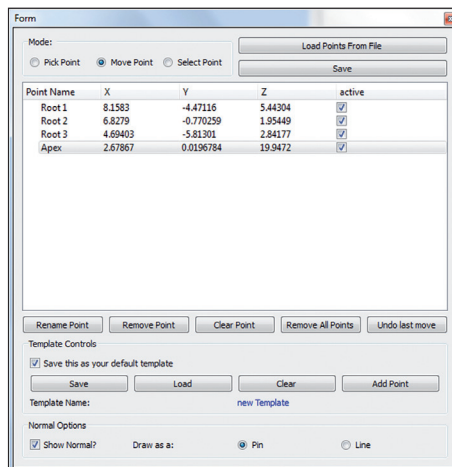 Form
Mode:
Load Points From File
Pick Point Move Point Select Point
Save
Point Name X Y Z active
Root 1 8.1583 -4.47116 5.44304
Root 2 6.8279 -0.770259 1.95449
Root 3 4.69403 -5.81301 2.84177
Apex 2.67867 0.0196784 19.9472
Rename Point Remove Point Clear Point Remove All Points Undo last move
Template Controls
Save this as your default template
Save Load Clear Add Point
Template Name: new Template
Normal Options
Show Normal? Draw as a: Pin Line